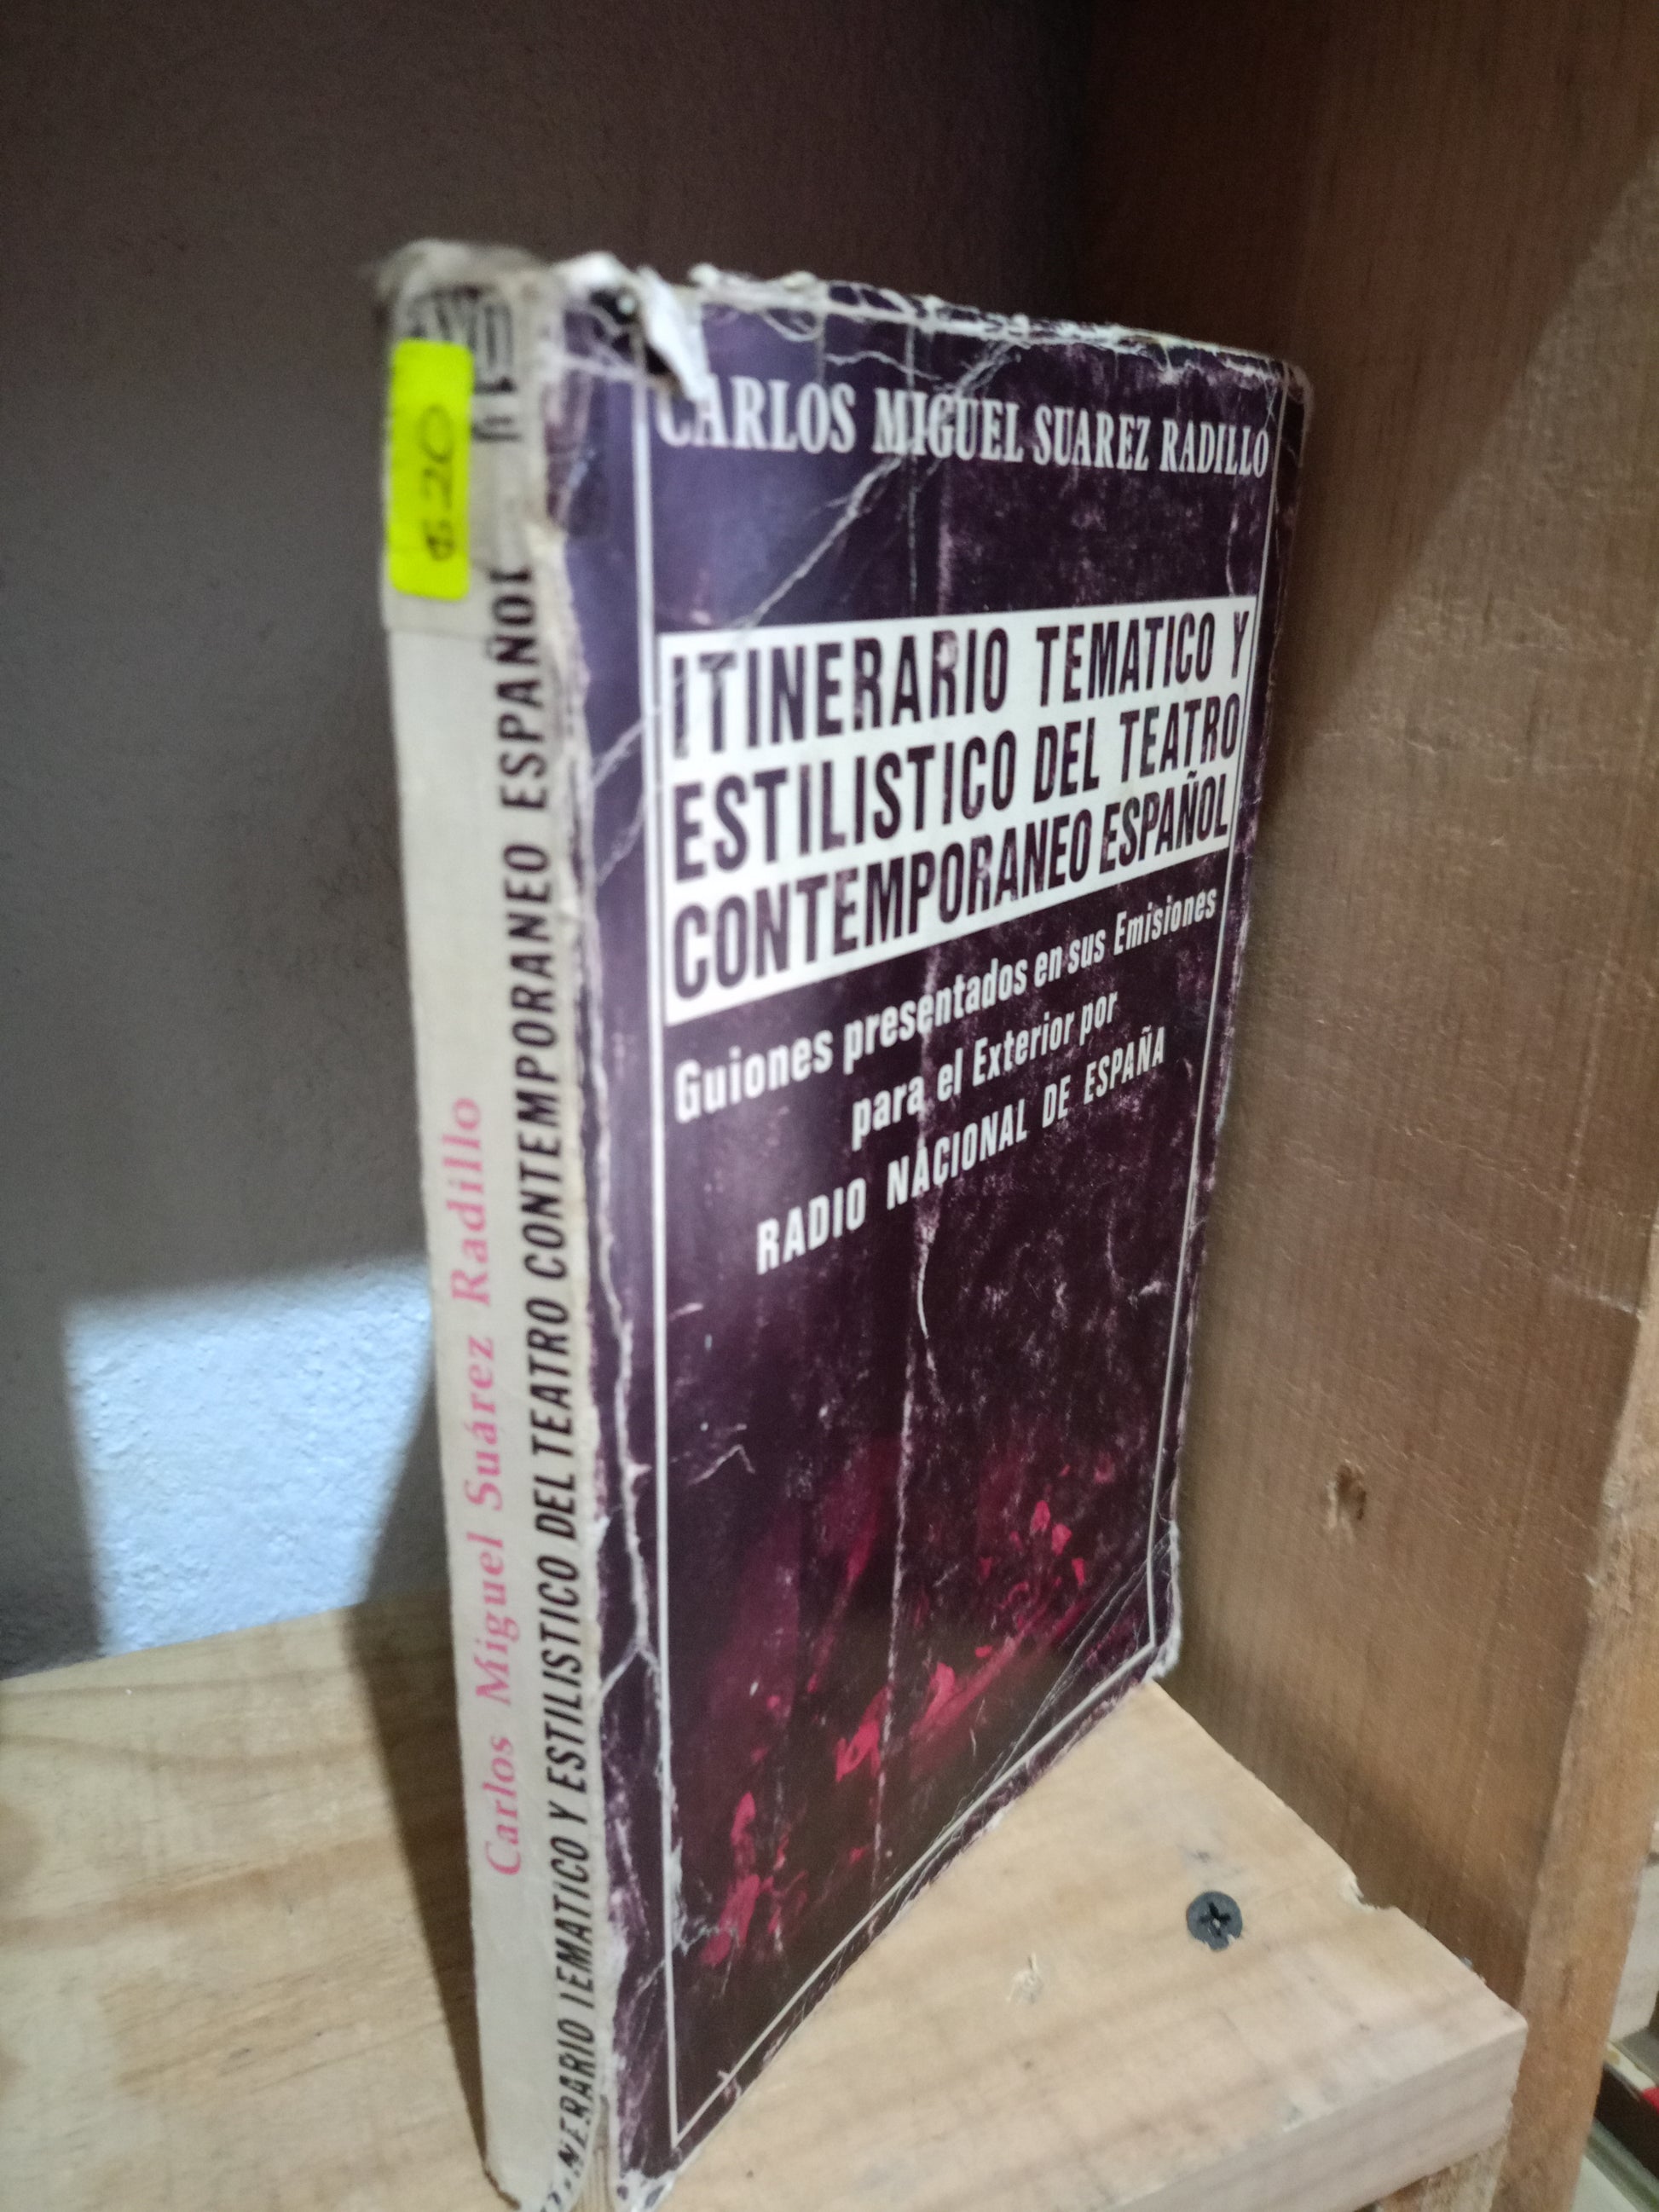 CARLOS MIGUEL SUAREZ RADILLO
ITINERARIO TEMATICO Y
ESTILISTICO DEL TEATRO
CONTEMPORANEO ESPAÑOL
Guiones presentados en sus Emisiones
para el Exterior por
RADIO NACIONAL DE ESPAÑA
Carlos Miguel Suárez Radillo
TEMATICO Y ESTILISTICO DEL TEATRO CONTEMPORANEO ESPAÑOL
$20